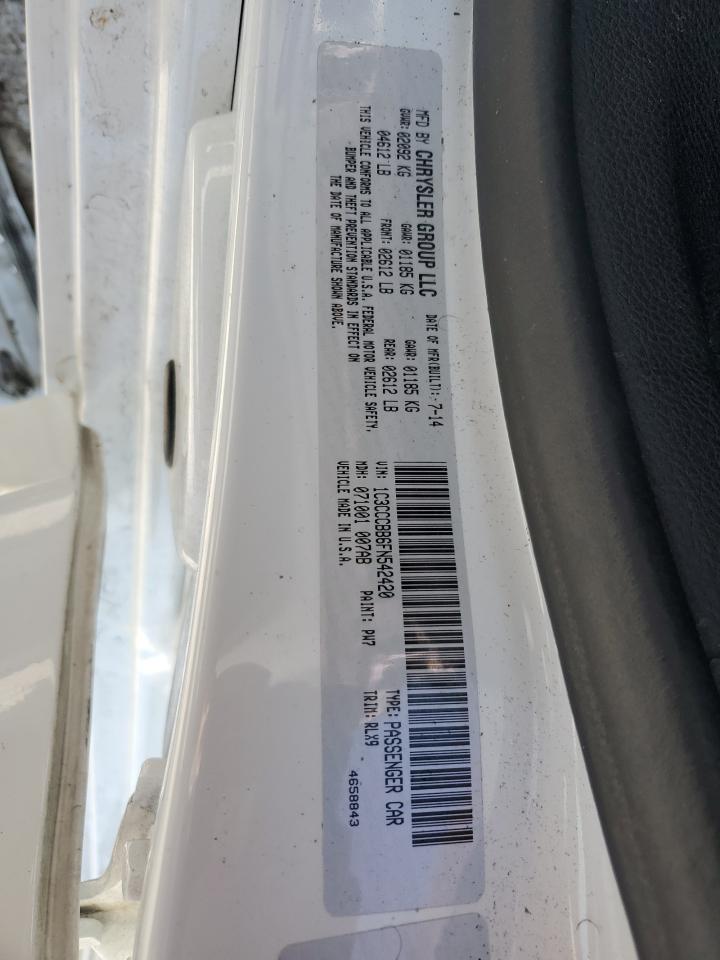 MFD BY CHRYSLER GROUP LLC DATE OF MFR(BUILT): 7-14
GVWR: 02092 KG GAWR: 01185 KG GAWR: 01185 KG
04612 LB FRONT: 02612 LB REAR: 02612 LB
THIS VEHICLE CONFORMS TO ALL APPLICABLE U.S.A. FEDERAL MOTOR VEHICLE SAFETY,
BUMPER AND THEFT PREVENTION STANDARDS IN EFFECT ON
THE DATE OF MANUFACTURE SHOWN ABOVE.
VIN: 1C3CCCBB6FN542420 TYPE: PASSENGER CAR
MDH: 071001 007AB PAINT: PW7 TRIM: RLX9
VEHICLE MADE IN U.S.A. 4658843